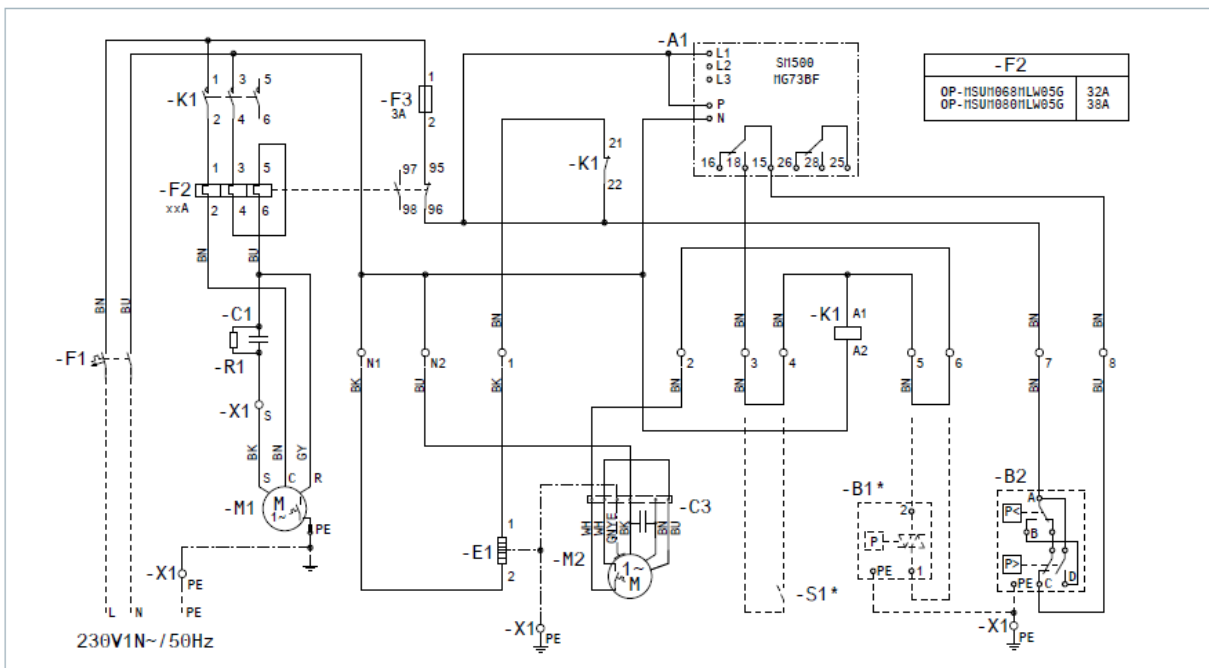 -A1
L1
L2
L3
P
N
SM500
MG73BF
16 18 15 26 28 25
-F2
OP-MSUM068MLW05G 32A
OP-MSUM080MLW05G 38A
1 3 5
-K1
2 4 6
1
-F3
3A
2
21
-K1
22
1 3 5
-F2
xxA
2 4 6
97 95
98 96
BN BU
BN BU
-C1
-R1
-F1
-X1
S
BK BN GY
S C R
-M1
M
1~
PE
-X1
PE
L N PE
230V1N~/50Hz
BN
N1 N2 1
BK BU BK
1
-E1
2
BN BN BN BN BN
-K1
A1
A2
2 3 4 5 6 7 8
BN BN BN BN BN BN BU
WH WH GNYE BK BN BU
-C3
-M2
1~
M
-X1
PE
-S1*
-B1*
2
P
PE 1
-B2
A
P<
B
P>
PE C D
-X1
PE